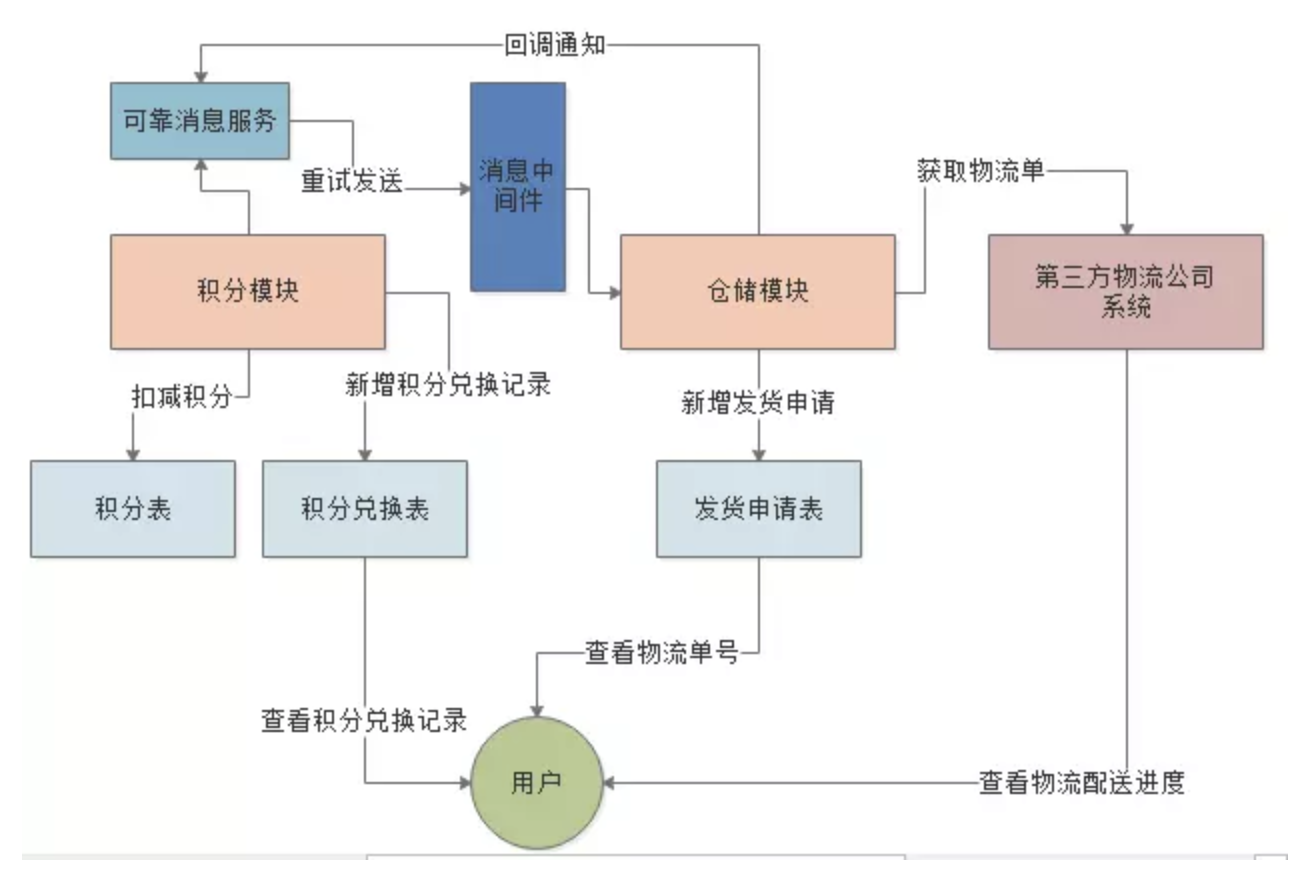 回调通知
可靠消息服务
重试发送
消息中
间件
获取物流单
积分模块
仓储模块
第三方物流公司
系统
扣减积分
新增积分兑换记录
新增发货申请
积分表
积分兑换表
发货申请表
查看物流单号
查看积分兑换记录
用户
查看物流配送进度